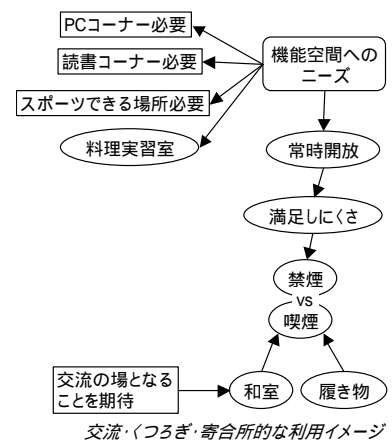 PCコーナー必要
機能空間への
ニーズ
読書コーナー必要
スポーツできる場所必要
料理実習室
常時開放
満足しにくさ
禁煙
vs
喫煙
交流の場となる
ことを期待
和室
履き物
交流・くつろぎ・寄合所的な利用イメージ